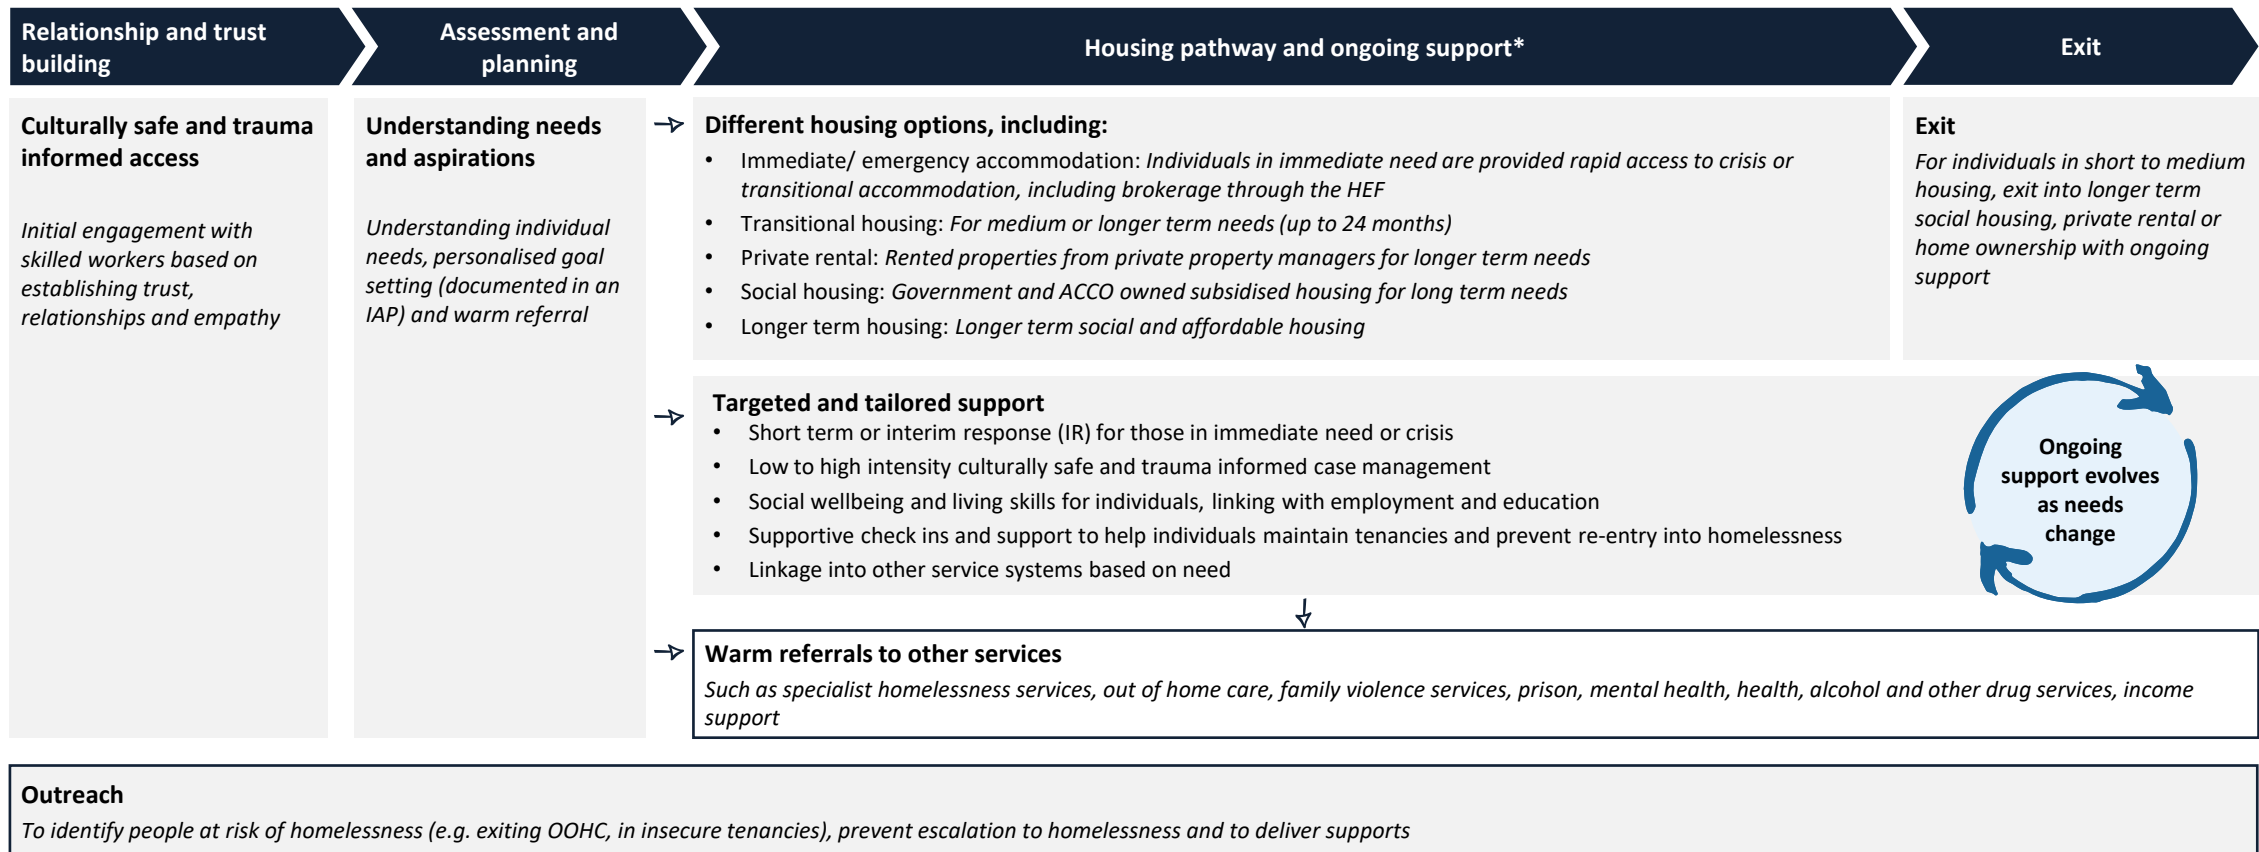 Relationship and trust
building
Assessment and
planning
Housing pathway and ongoing support*
Exit
Culturally safe and trauma
informed access
Initial engagement with
skilled workers based on
establishing trust,
relationships and empathy
Understanding needs
and aspirations
Understanding individual
needs, personalised goal
setting (documented in an
IAP) and warm referral
Different housing options, including:
• Immediate/ emergency accommodation: Individuals in immediate need are provided rapid access to crisis or
transitional accommodation, including brokerage through the HEF
• Transitional housing: For medium or longer term needs (up to 24 months)
• Private rental: Rented properties from private property managers for longer term needs
• Social housing: Government and ACCO owned subsidised housing for long term needs
• Longer term housing: Longer term social and affordable housing
Exit
For individuals in short to medium
housing, exit into longer term
social housing, private rental or
home ownership with ongoing
support
Targeted and tailored support
• Short term or interim response (IR) for those in immediate need or crisis
• Low to high intensity culturally safe and trauma informed case management
• Social wellbeing and living skills for individuals, linking with employment and education
• Supportive check ins and support to help individuals maintain tenancies and prevent re-entry into homelessness
• Linkage into other service systems based on need
Ongoing
support evolves
as needs
change
Warm referrals to other services
Such as specialist homelessness services, out of home care, family violence services, prison, mental health, health, alcohol and other drug services, income
support
Outreach
To identify people at risk of homelessness (e.g. exiting OOHC, in insecure tenancies), prevent escalation to homelessness and to deliver supports